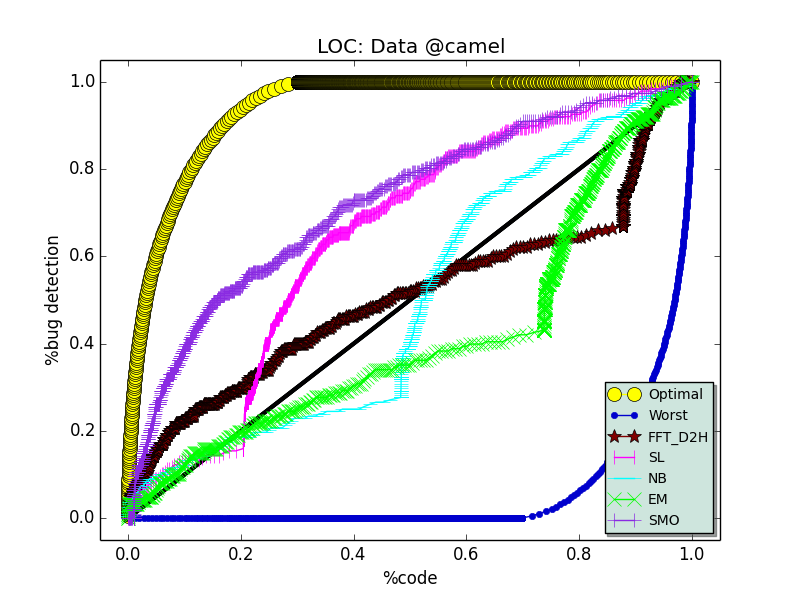 LOC: Data @camel
%bug detection
1.0
0.8
0.6
0.4
0.2
0.0
0.0 0.2 0.4 0.6 0.8 1.0
%code
Optimal
Worst
FFT_D2H
SL
NB
EM
SMO